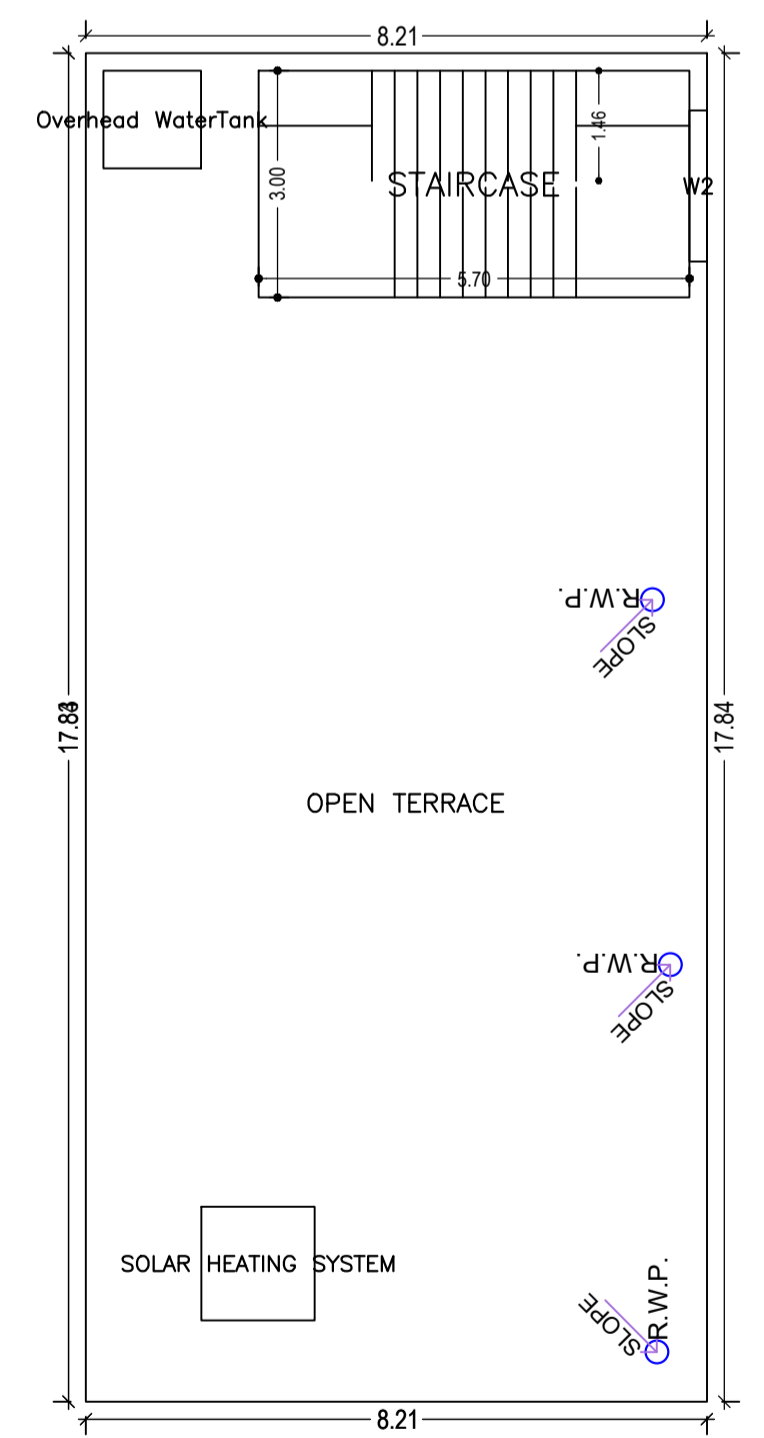 8.21
Overhead WaterTank
1.46
3.00
STAIRCASE
W2
5.70
R.W.P.
SLOPE
17.84
OPEN TERRACE
R.W.P.
SLOPE
R.W.P.
SLOPE
SOLAR HEATING SYSTEM
8.21